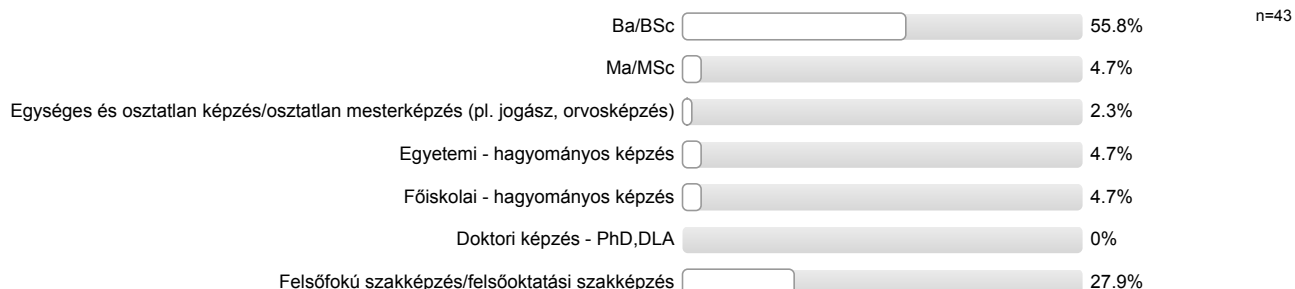 Ba/BSc 55.8% n=43
Ma/MSc 4.7%
Egységes és osztatlan képzés/osztatlan mesterképzés (pl. jogász, orvosképzés) 2.3%
Egyetemi - hagyományos képzés 4.7%
Főiskolai - hagyományos képzés 4.7%
Doktori képzés - PhD,DLA 0%
Felsőfokú szakképzés/felsőoktatási szakképzés 27.9%